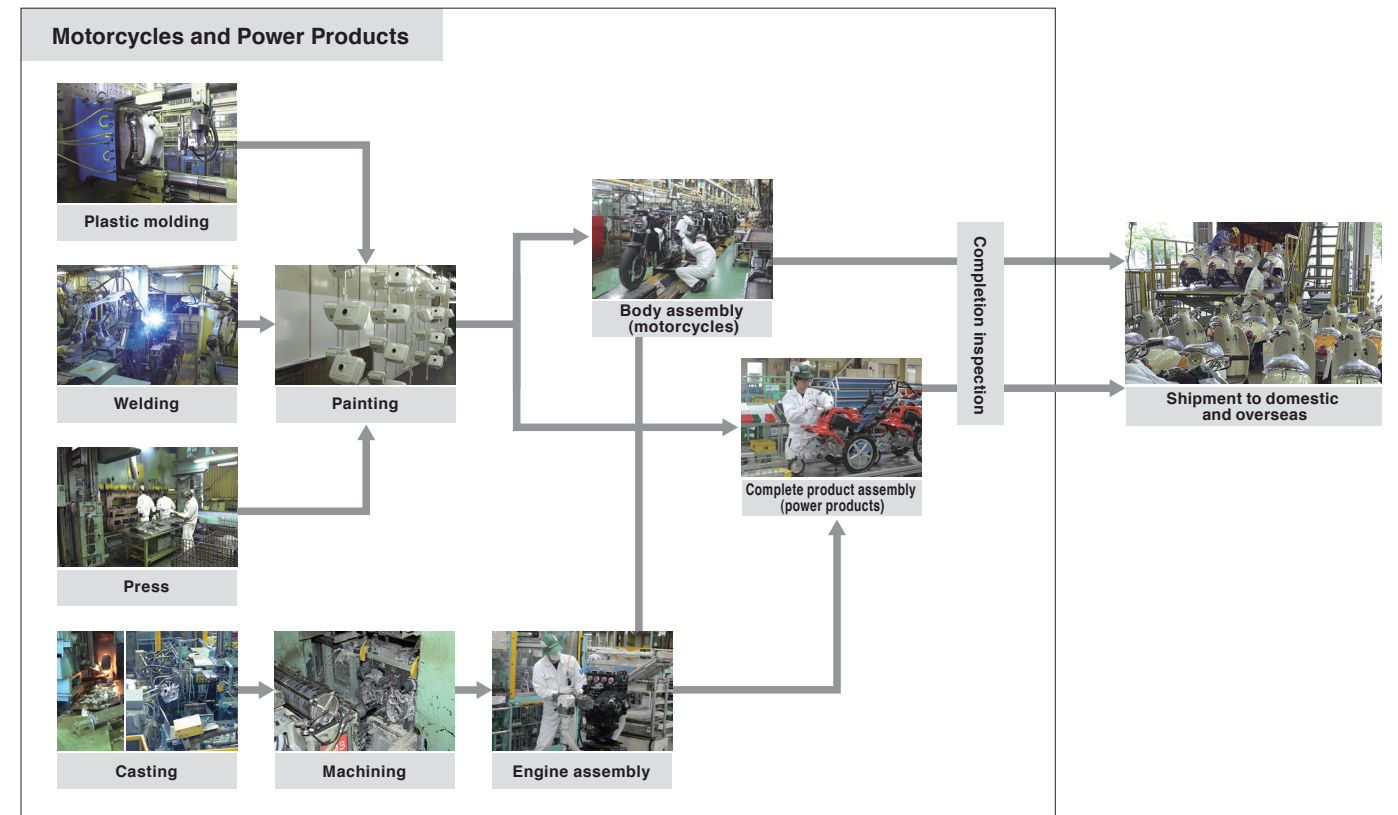 Motorcycles and Power Products
Plastic molding
Welding
Painting
Press
Body assembly
(motorcycles)
Complete product assembly
(power products)
Completion inspection
Shipment to domestic
and overseas
Casting
Machining
Engine assembly